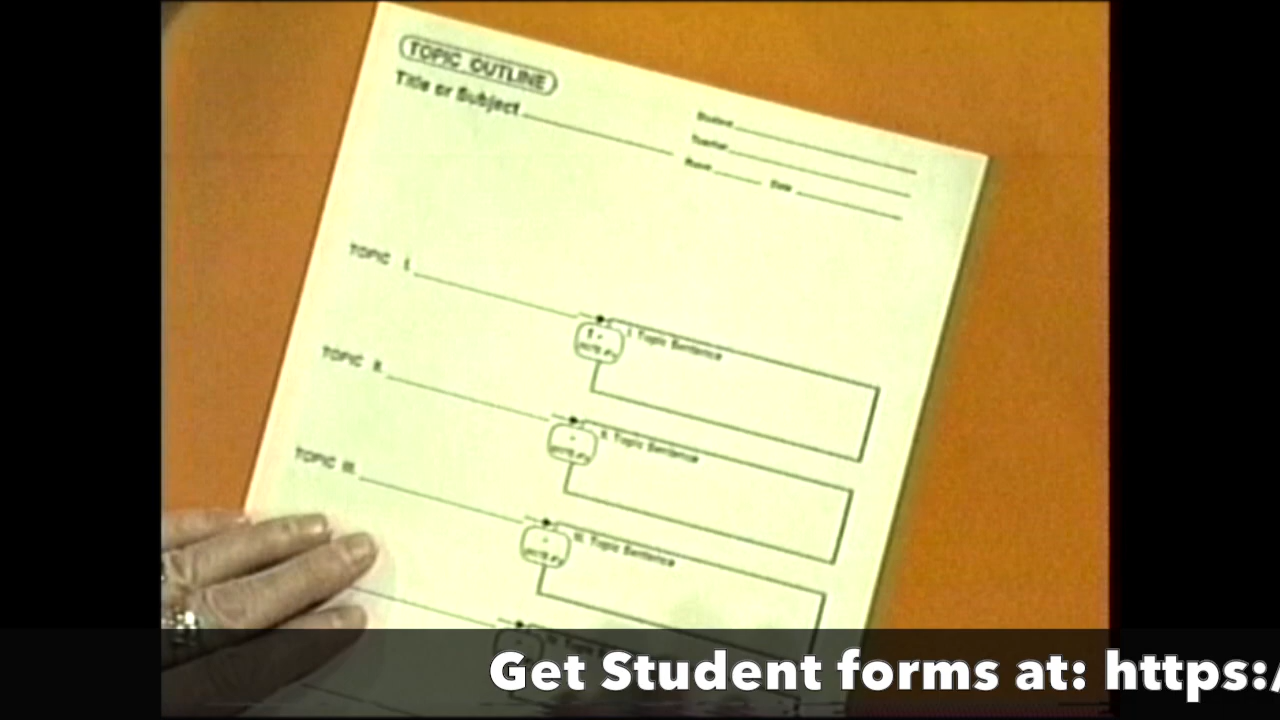 TOPIC OUTLINE
Title or Subject
Student
Teacher
Room Date
TOPIC I.
I. Topic Sentence
TOPIC II.
II. Topic Sentence
TOPIC III.
III. Topic Sentence
Get Student forms at: https:/